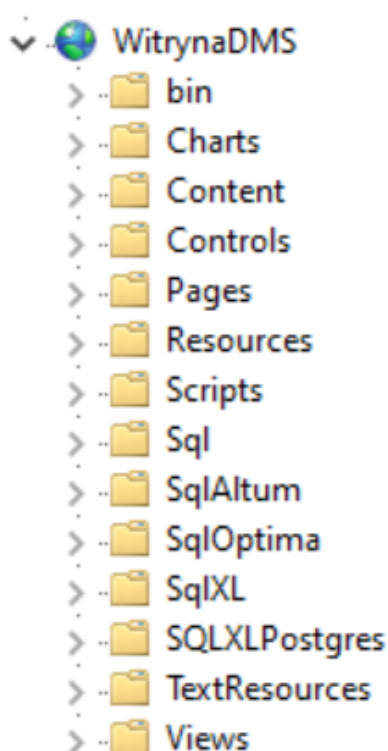 WitrynaDMS
bin
Charts
Content
Controls
Pages
Resources
Scripts
Sql
SqlAltum
SqlOptima
SqlXL
SQLXLPostgres
TextResources
Views